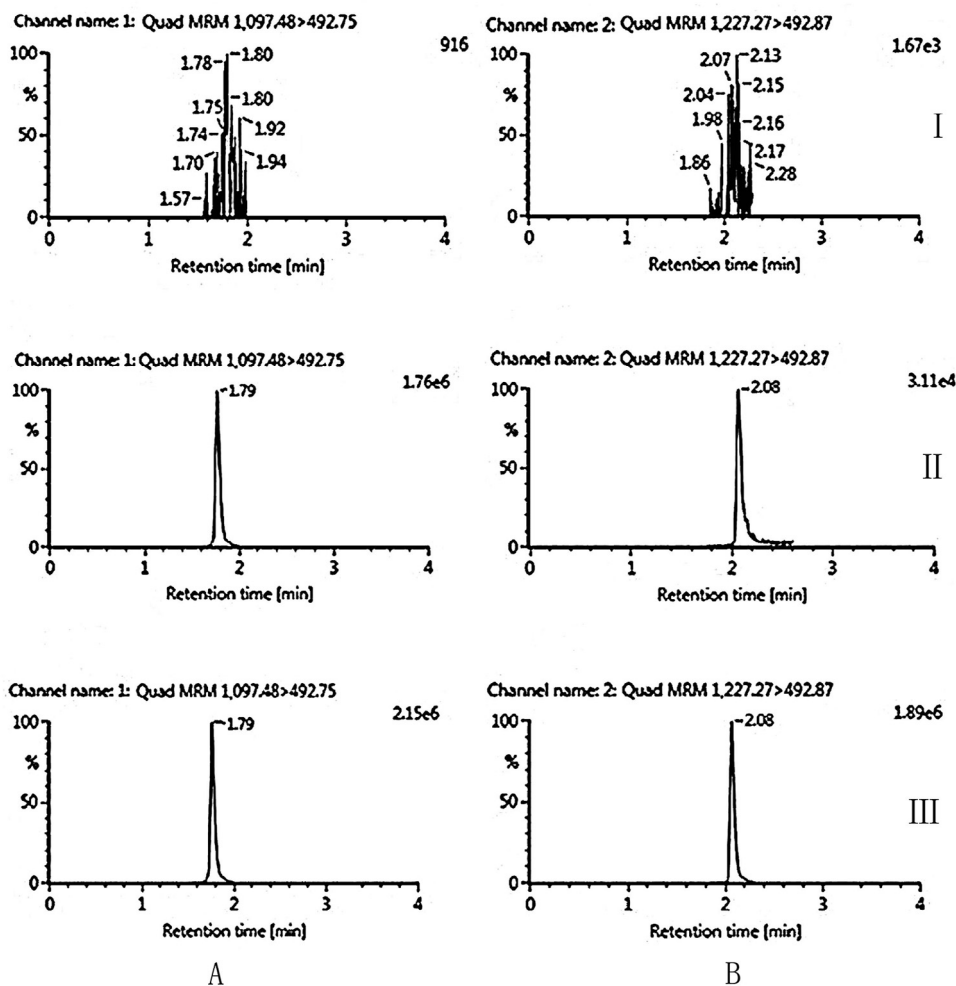 Channel name: 1: Quad MRM 1,097.48>492.75
916
100
%
50
0
1.78
1.80
1.75
1.80
1.74
1.92
1.70
1.94
1.57
0 1 2 3 4
Retention time [min]
Channel name: 2: Quad MRM 1,227.27>492.87
1.67e3
100
%
50
0
2.07
2.13
2.04
2.15
1.98
2.16
1.86
2.17
2.28
0 1 2 3 4
Retention time [min]
I
Channel name: 1: Quad MRM 1,097.48>492.75
1.76e6
100
%
50
0
1.79
0 1 2 3 4
Retention time [min]
Channel name: 2: Quad MRM 1,227.27>492.87
3.11e4
100
%
50
0
2.08
0 1 2 3 4
Retention time [min]
II
Channel name: 1: Quad MRM 1,097.48>492.75
2.15e6
100
%
50
0
1.79
0 1 2 3 4
Retention time [min]
Channel name: 2: Quad MRM 1,227.27>492.87
1.89e6
100
%
50
0
2.08
0 1 2 3 4
Retention time [min]
III
A
B